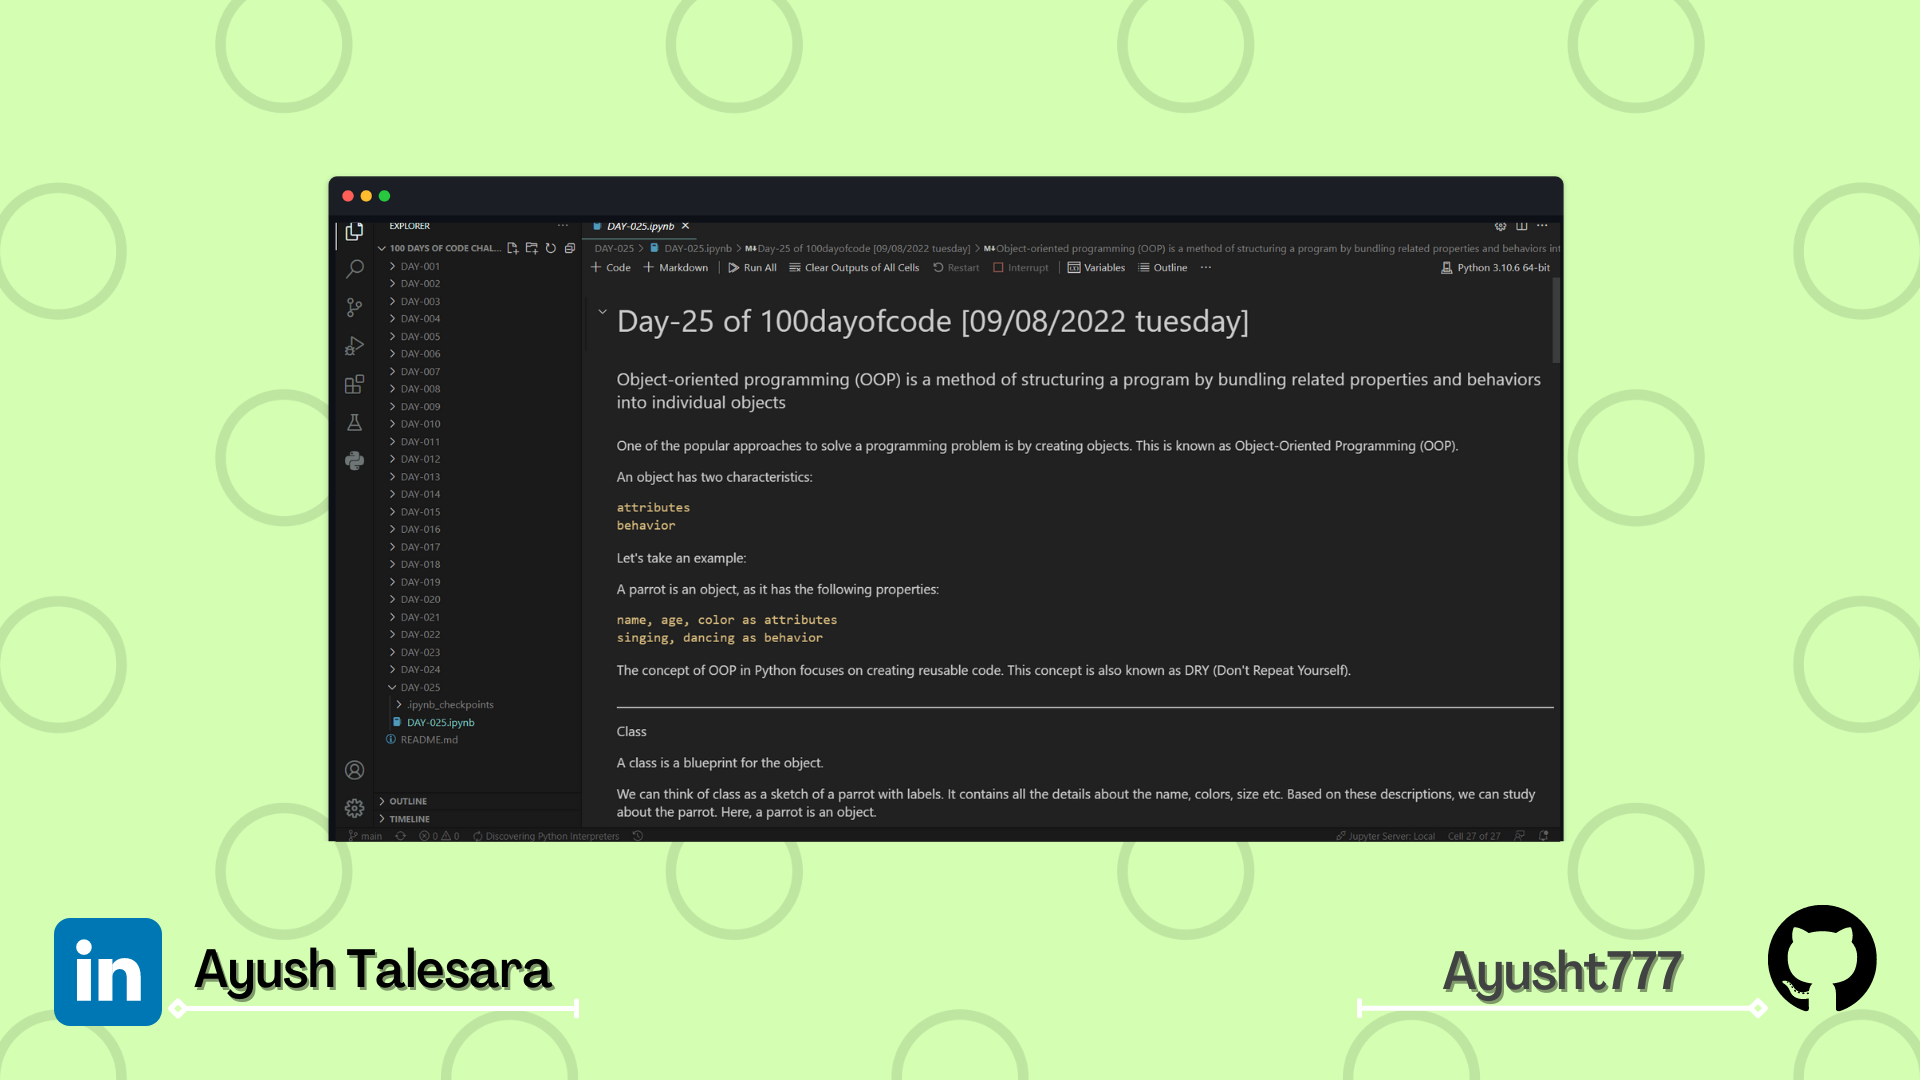 EXPLORER
100 DAYS OF CODE CHAL...
DAY-001
DAY-002
DAY-003
DAY-004
DAY-005
DAY-006
DAY-007
DAY-008
DAY-009
DAY-010
DAY-011
DAY-012
DAY-013
DAY-014
DAY-015
DAY-016
DAY-017
DAY-018
DAY-019
DAY-020
DAY-021
DAY-022
DAY-023
DAY-024
DAY-025
.ipynb_checkpoints
DAY-025.ipynb
README.md
OUTLINE
TIMELINE
DAY-025.ipynb
DAY-025 > DAY-025.ipynb > M↓Day-25 of 100dayofcode [09/08/2022 tuesday] > M↓Object-oriented programming (OOP) is a method of structuring a program by bundling related properties and behaviors int
Code Markdown Run All Clear Outputs of All Cells Restart Interrupt Variables Outline ... Python 3.10.6 64-bit
Day-25 of 100dayofcode [09/08/2022 tuesday]
Object-oriented programming (OOP) is a method of structuring a program by bundling related properties and behaviors
into individual objects
One of the popular approaches to solve a programming problem is by creating objects. This is known as Object-Oriented Programming (OOP).
An object has two characteristics:
attributes
behavior
Let's take an example:
A parrot is an object, as it has the following properties:
name, age, color as attributes
singing, dancing as behavior
The concept of OOP in Python focuses on creating reusable code. This concept is also known as DRY (Don't Repeat Yourself).
Class
A class is a blueprint for the object.
We can think of class as a sketch of a parrot with labels. It contains all the details about the name, colors, size etc. Based on these descriptions, we can study
about the parrot. Here, a parrot is an object.
main 0 0 Discovering Python Interpreters Jupyter Server: Local Cell 27 of 27
in Ayush Talesara
Ayusht777